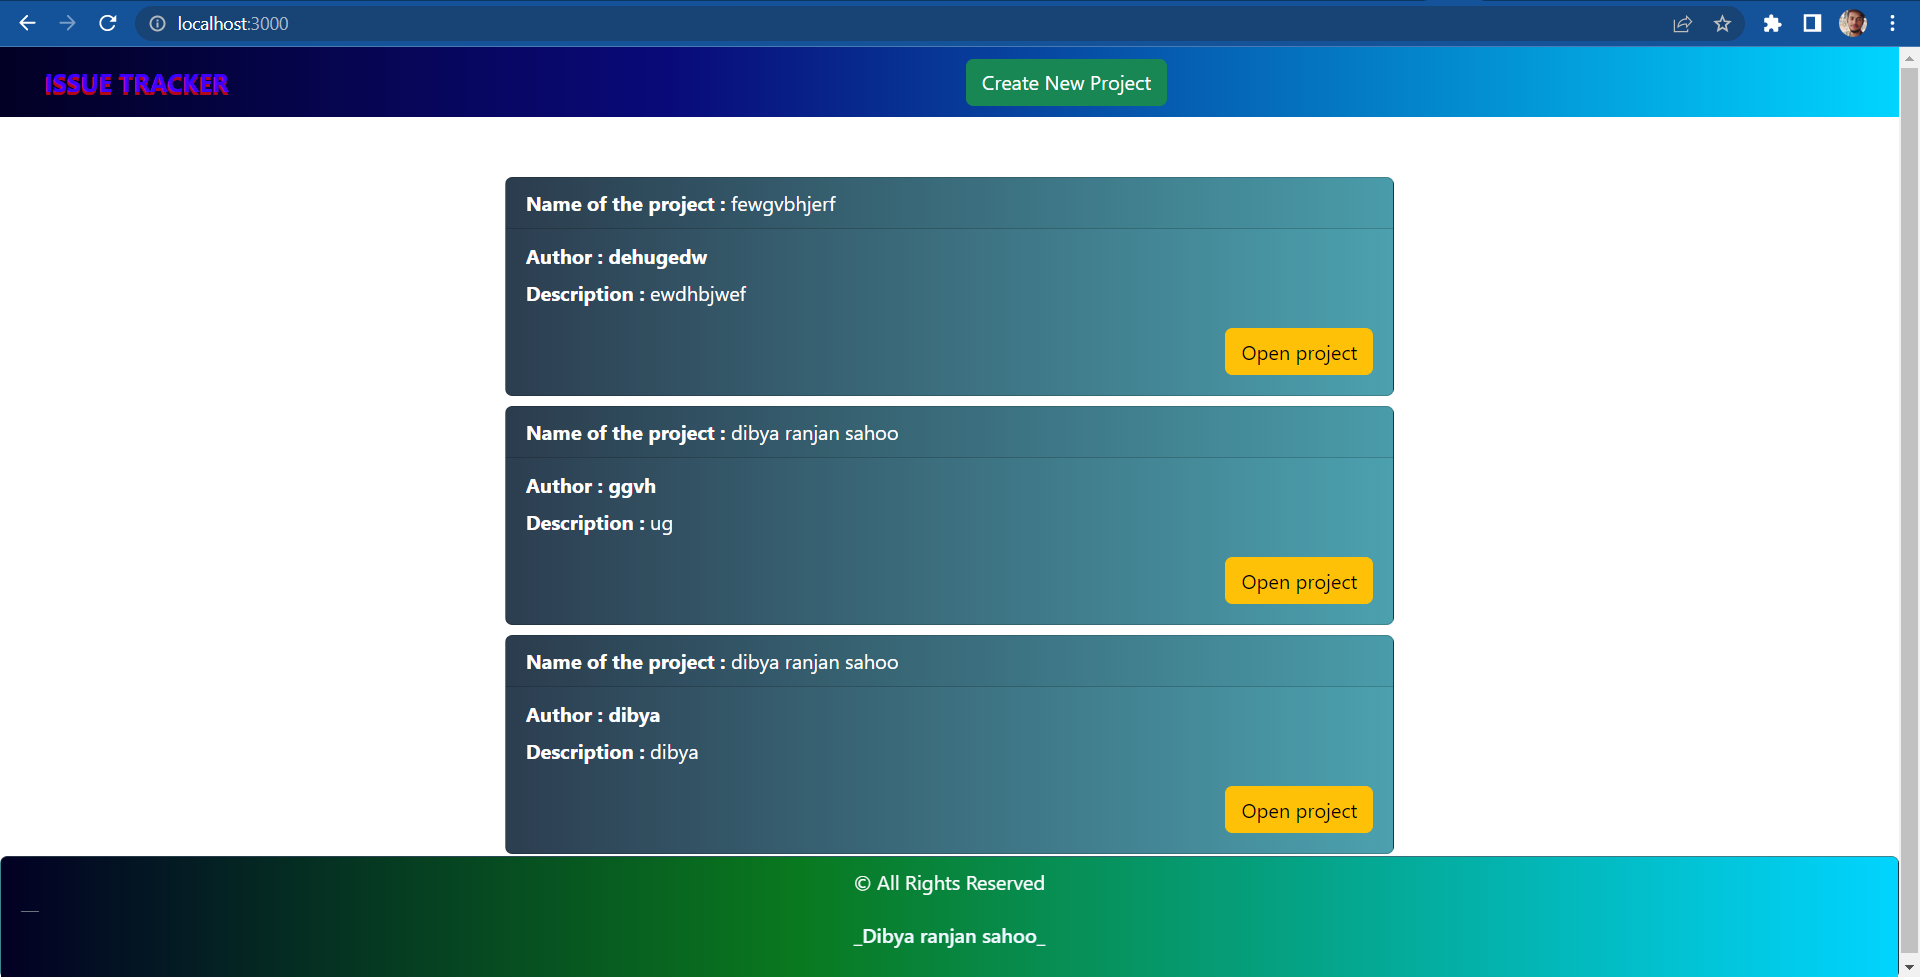 localhost:3000
ISSUE TRACKER
Create New Project
Name of the project : fewgvbhjerf
Author : dehugedw
Description : ewdhbjwef
Open project
Name of the project : dibya ranjan sahoo
Author : ggvh
Description : ug
Open project
Name of the project : dibya ranjan sahoo
Author : dibya
Description : dibya
Open project
© All Rights Reserved
_Dibya ranjan sahoo_